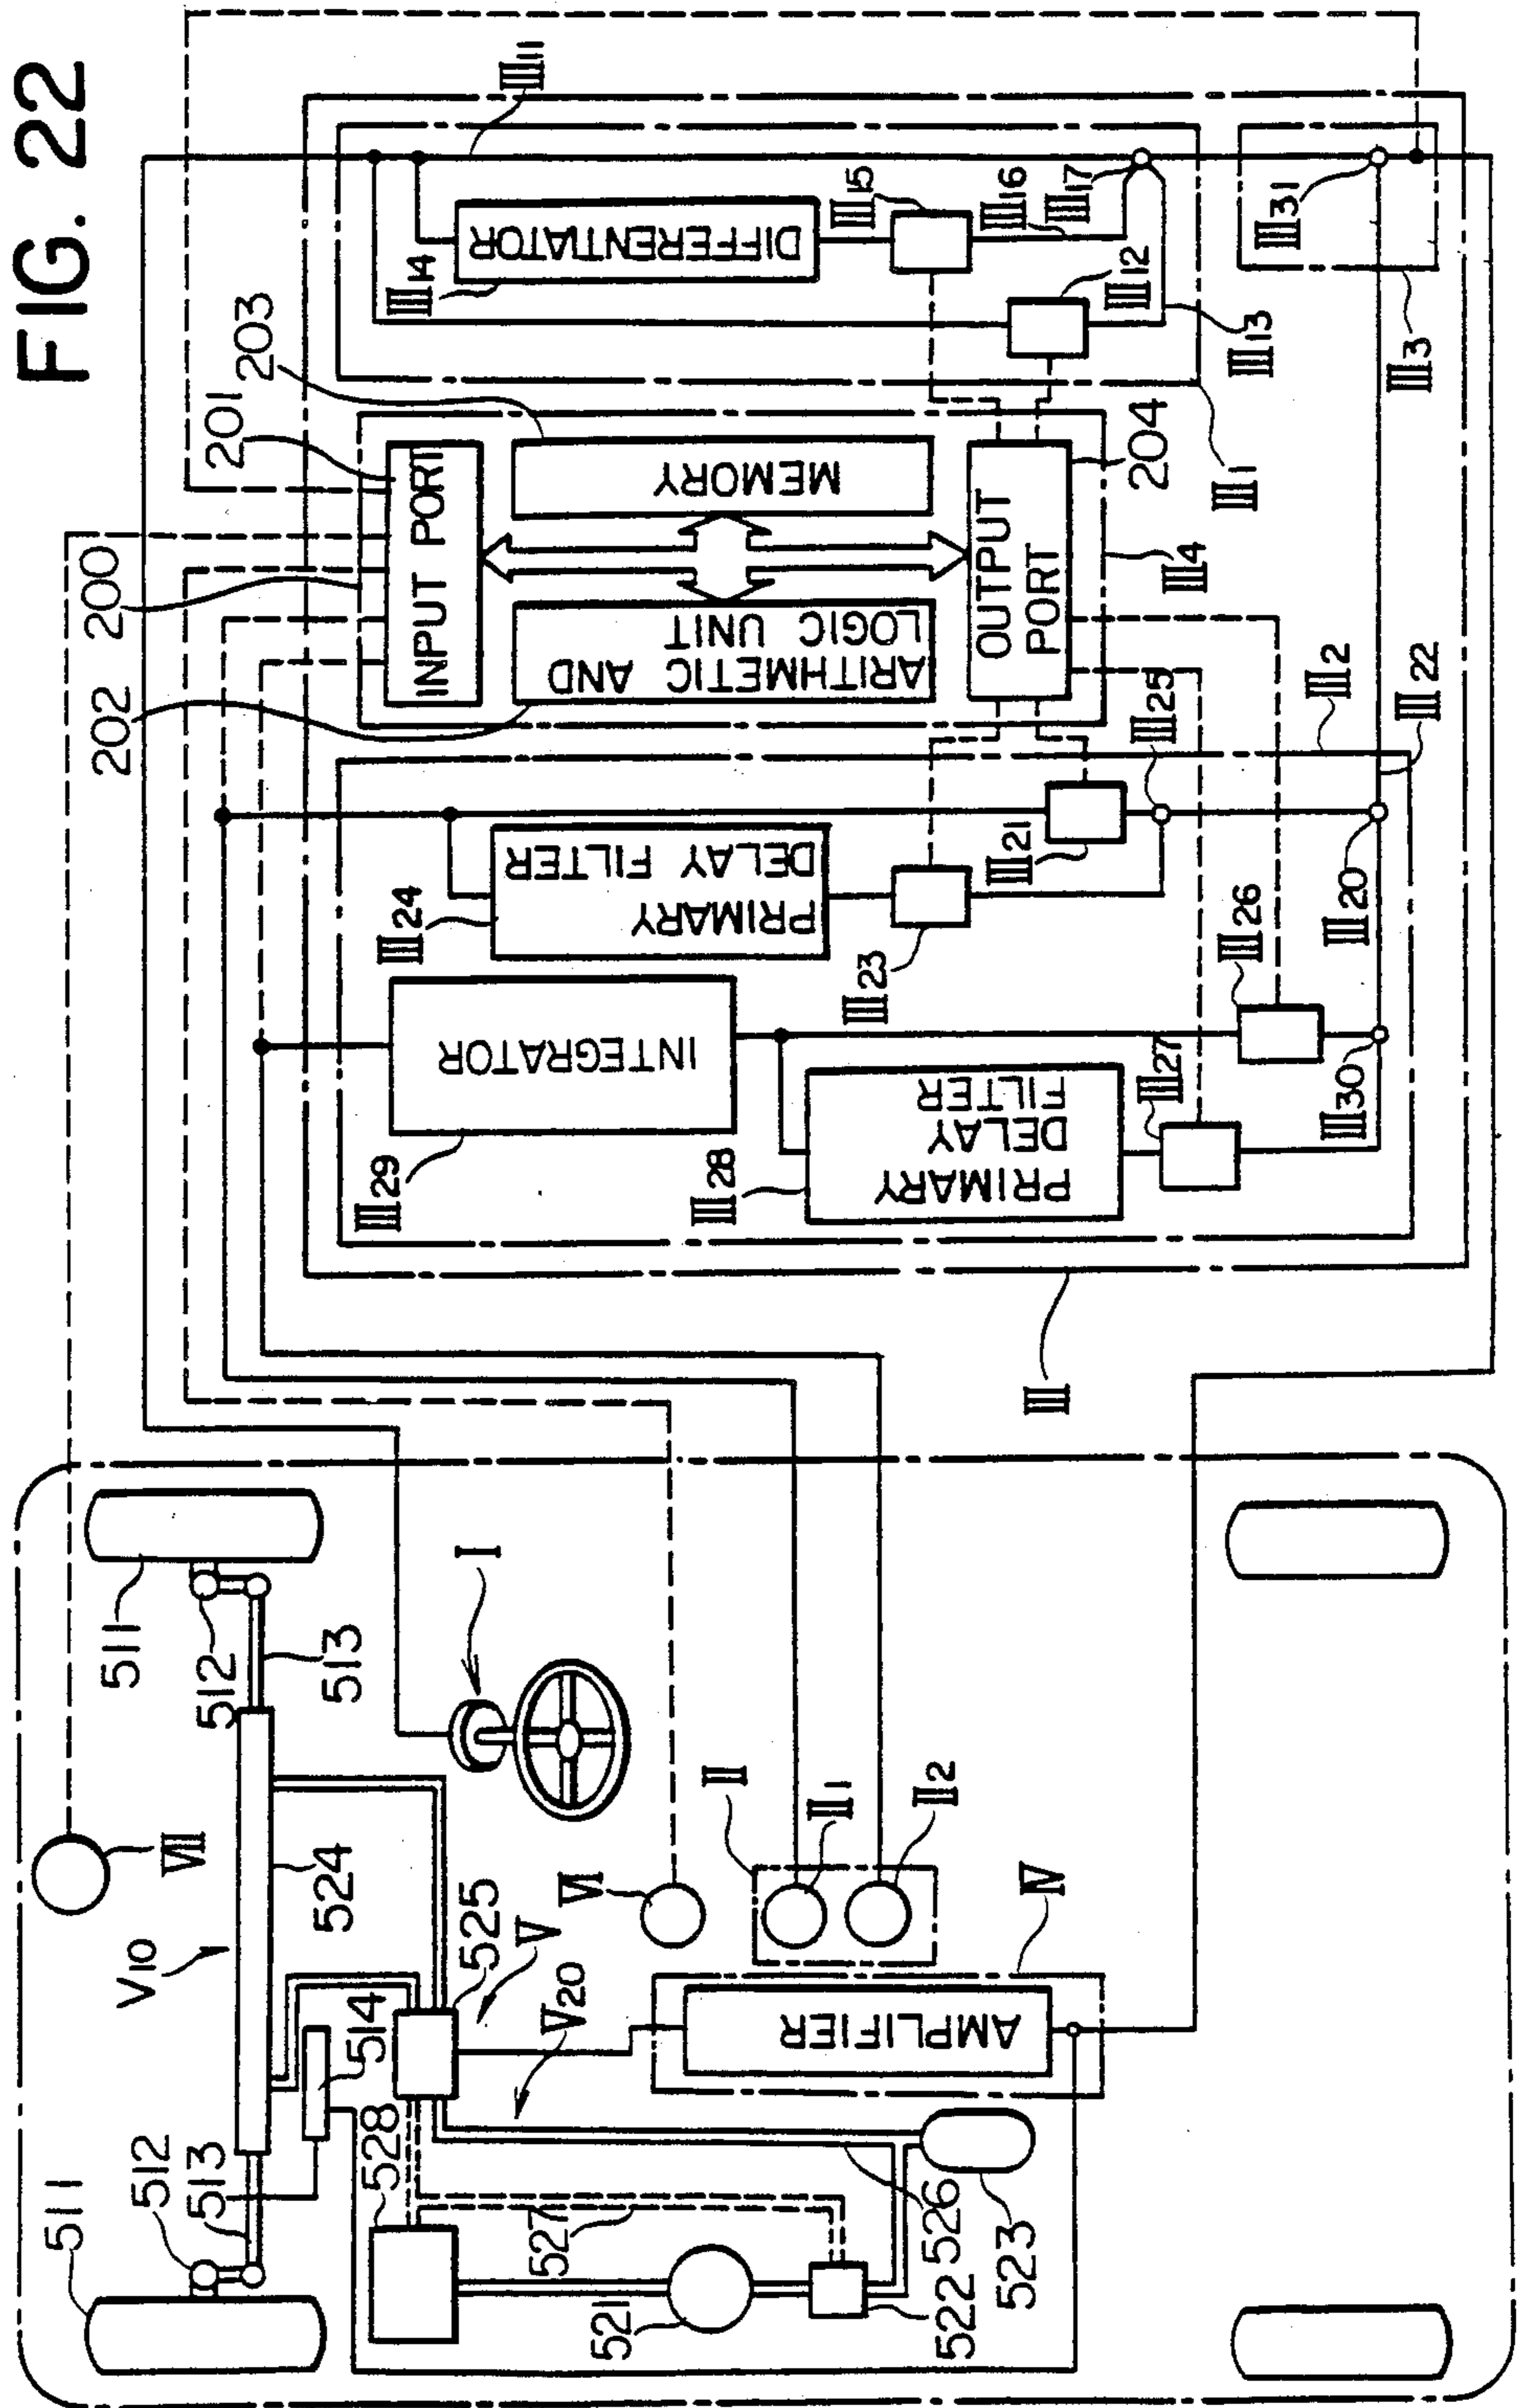 FIG. 22
III11
III14
DIFFERENTIATOR
III15
III16
III17
III12
III13
III31
III3
III1
203
201
200
202
INPUT PORT
MEMORY
ARITHMETIC AND
LOGIC UNIT
OUTPUT
PORT
204
III4
III2
III22
III25
III21
III24
PRIMARY
DELAY FILTER
III23
III20
III26
III27
III30
INTEGRATOR
III29
PRIMARY
DELAY
FILTER
III28
III
511
512
513
I
VII
524
V10
514
525
V
V20
VI
II
II1
II2
IV
AMPLIFIER
528
511
512
513
527
526
521
522
523